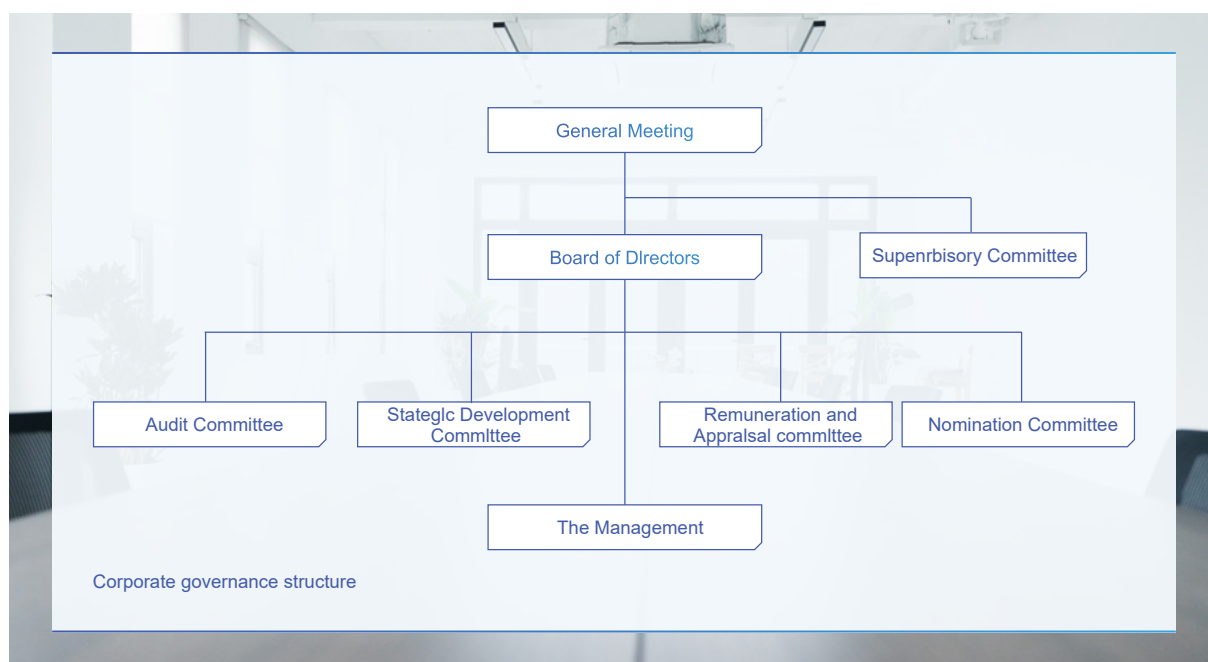 General Meeting
Board of DIrectors
Supenrbisory Committee
Audit Committee
Stateglc Development
Commlttee
Remuneration and
Appralsal commlttee
Nomination Committee
The Management
Corporate governance structure